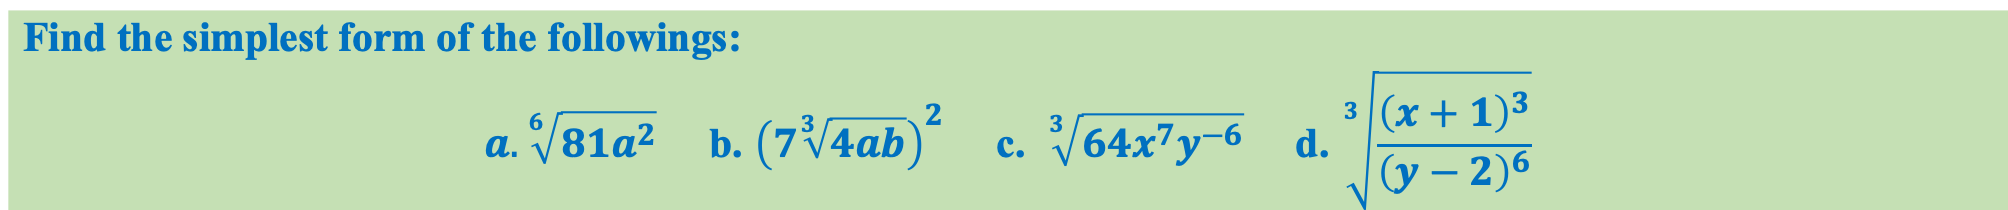 Find the simplest form of the followings:
a. ⁶√(81a²) b. (7∛(4ab))² c. ∛(64x⁷y⁻⁶) d. ∛((x + 1)³/(y − 2)⁶)